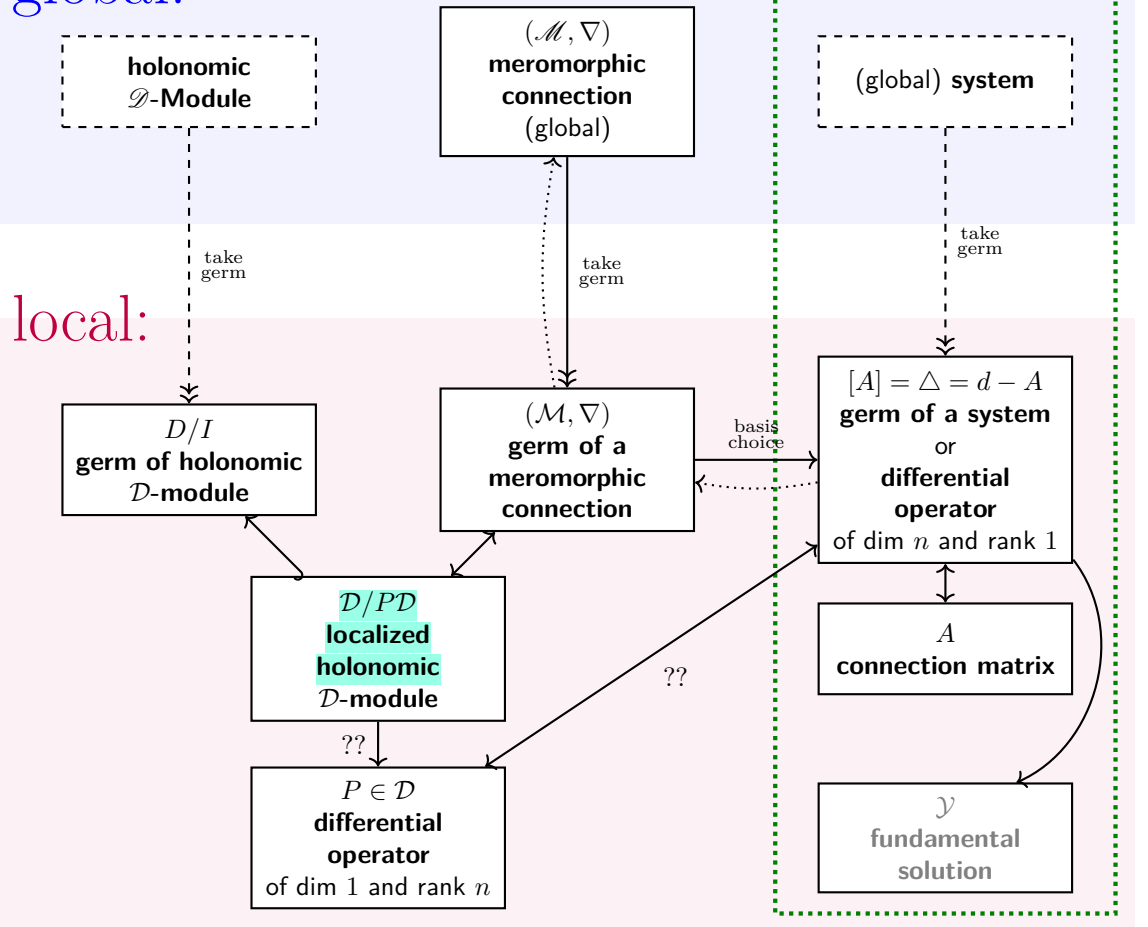 global:
holonomic
𝒟-Module
(ℳ, ∇)
meromorphic
connection
(global)
(global) system
take
germ
take
germ
take
germ
local:
D/I
germ of holonomic
𝒟-module
(ℳ, ∇)
germ of a
meromorphic
connection
basis
choice
[A] = △ = d − A
germ of a system
or
differential
operator
of dim n and rank 1
𝒟/P𝒟
localized
holonomic
𝒟-module
A
connection matrix
??
??
P ∈ 𝒟
differential
operator
of dim 1 and rank n
𝒴
fundamental
solution